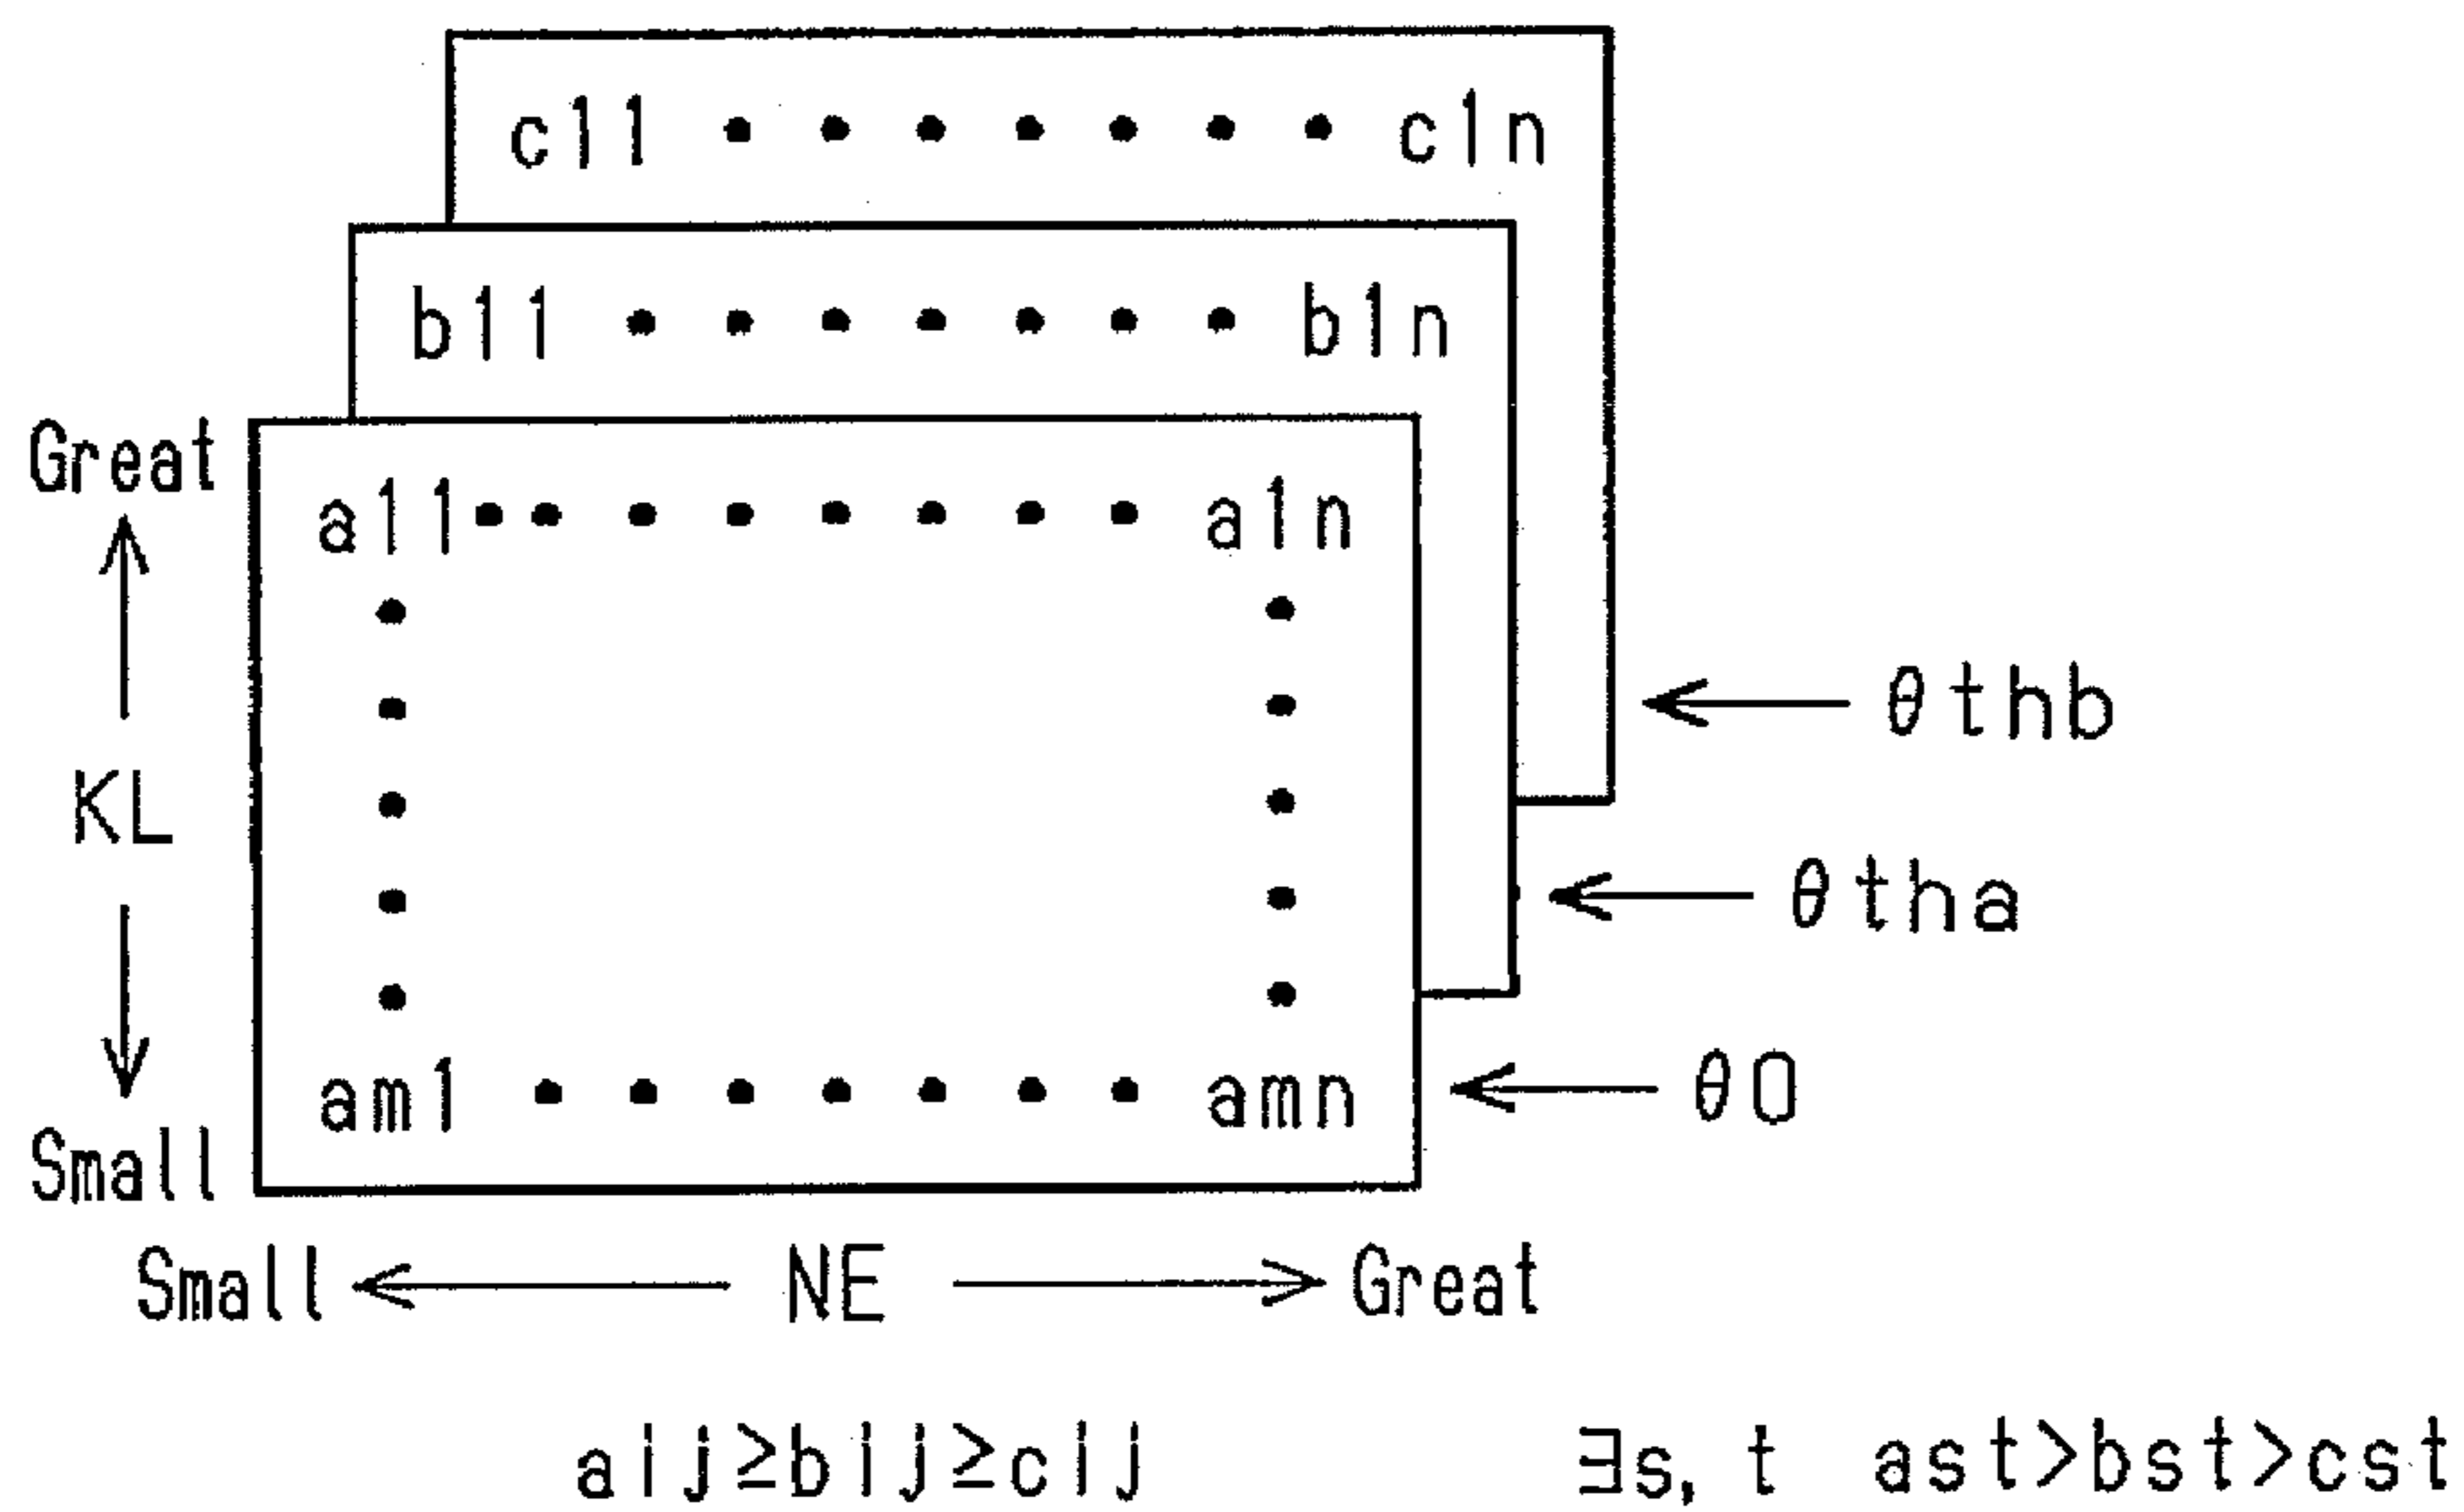 c11 • • • • • • • c1n
b11 • • • • • • • b1n
Great
a11 • • • • • • • • a1n
θthb
KL
θtha
am1 • • • • • • • amn
θ0
Small
Small NE Great
aij≥bij≥cij ∃s, t ast>bst>cst